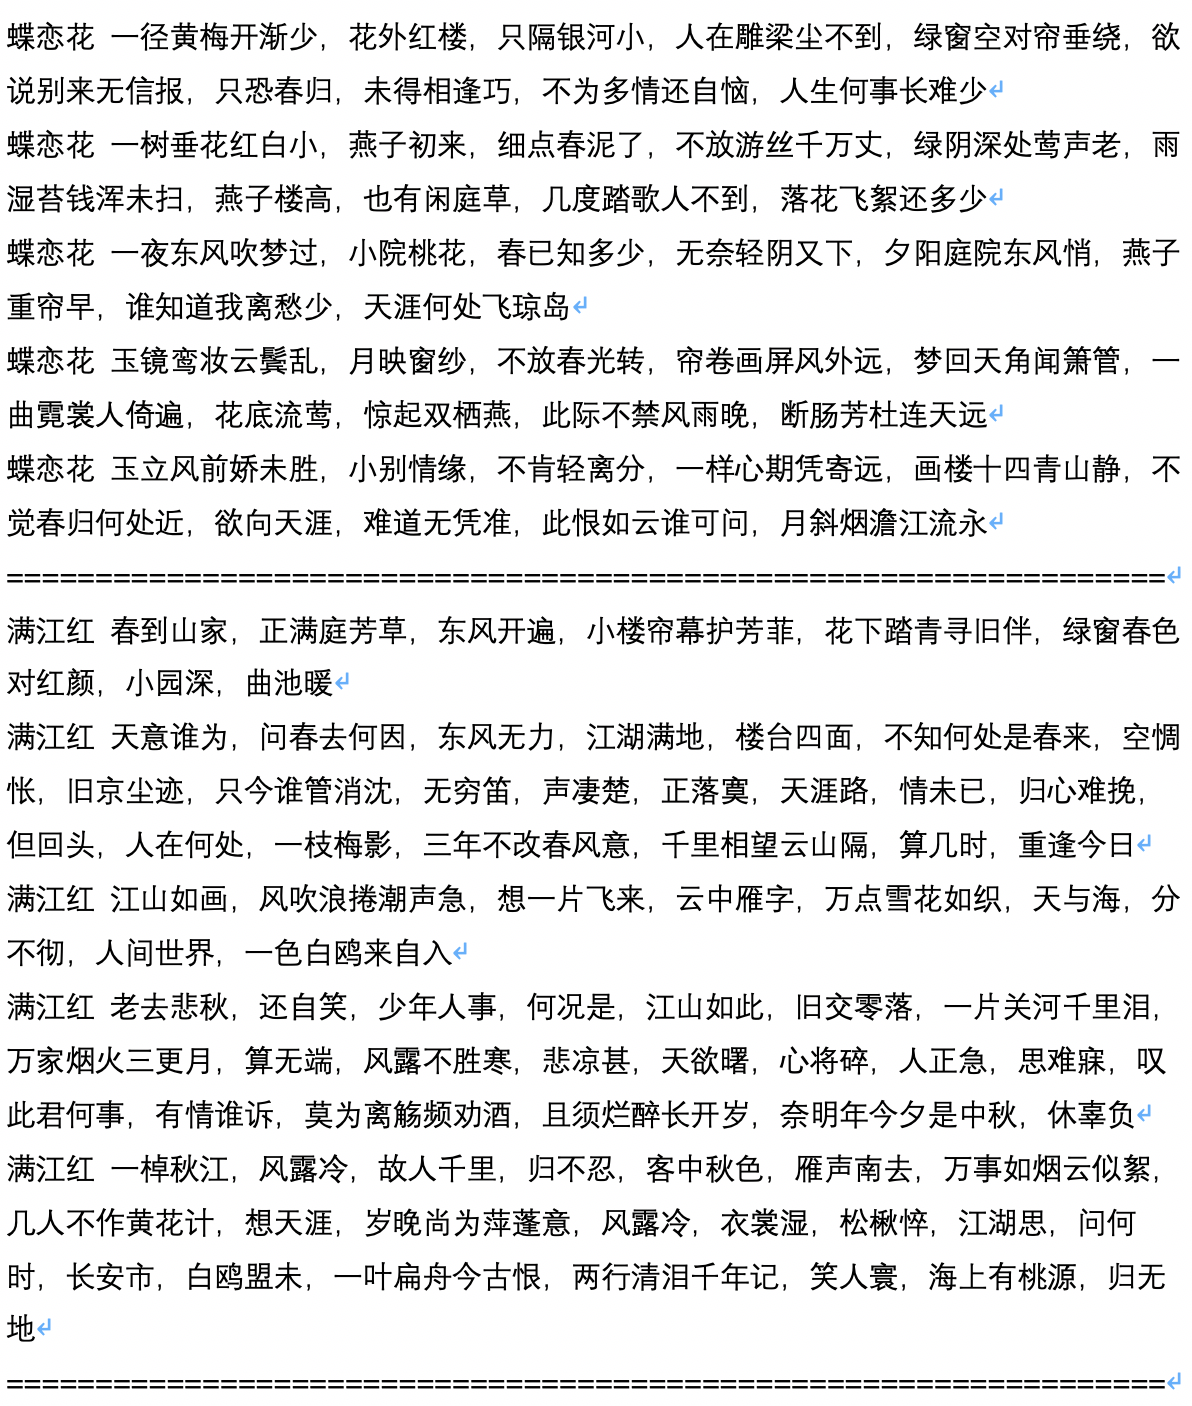 蝶恋花 一径黄梅开渐少，花外红楼，只隔银河小，人在雕梁尘不到，绿窗空对帘垂绕，欲
说别来无信报，只恐春归，未得相逢巧，不为多情还自恼，人生何事长难少
蝶恋花 一树垂花红白小，燕子初来，细点春泥了，不放游丝千万丈，绿阴深处莺声老，雨
湿苔钱浑未扫，燕子楼高，也有闲庭草，几度踏歌人不到，落花飞絮还多少
蝶恋花 一夜东风吹梦过，小院桃花，春已知多少，无奈轻阴又下，夕阳庭院东风悄，燕子
重帘早，谁知道我离愁少，天涯何处飞琼岛
蝶恋花 玉镜鸾妆云鬓乱，月映窗纱，不放春光转，帘卷画屏风外远，梦回天角闻箫管，一
曲霓裳人倚遍，花底流莺，惊起双栖燕，此际不禁风雨晚，断肠芳杜连天远
蝶恋花 玉立风前娇未胜，小别情缘，不肯轻离分，一样心期凭寄远，画楼十四青山静，不
觉春归何处近，欲向天涯，难道无凭准，此恨如云谁可问，月斜烟澹江流永
==================================================================
满江红 春到山家，正满庭芳草，东风开遍，小楼帘幕护芳菲，花下踏青寻旧伴，绿窗春色
对红颜，小园深，曲池暖
满江红 天意谁为，问春去何因，东风无力，江湖满地，楼台四面，不知何处是春来，空惆
怅，旧京尘迹，只今谁管消沈，无穷笛，声凄楚，正落寞，天涯路，情未已，归心难挽，
但回头，人在何处，一枝梅影，三年不改春风意，千里相望云山隔，算几时，重逢今日
满江红 江山如画，风吹浪捲潮声急，想一片飞来，云中雁字，万点雪花如织，天与海，分
不彻，人间世界，一色白鸥来自入
满江红 老去悲秋，还自笑，少年人事，何况是，江山如此，旧交零落，一片关河千里泪，
万家烟火三更月，算无端，风露不胜寒，悲凉甚，天欲曙，心将碎，人正急，思难寐，叹
此君何事，有情谁诉，莫为离觞频劝酒，且须烂醉长开岁，奈明年今夕是中秋，休辜负
满江红 一棹秋江，风露冷，故人千里，归不忍，客中秋色，雁声南去，万事如烟云似絮，
几人不作黄花计，想天涯，岁晚尚为萍蓬意，风露冷，衣裳湿，松楸悴，江湖思，问何
时，长安市，白鸥盟未，一叶扁舟今古恨，两行清泪千年记，笑人寰，海上有桃源，归无
地
==================================================================